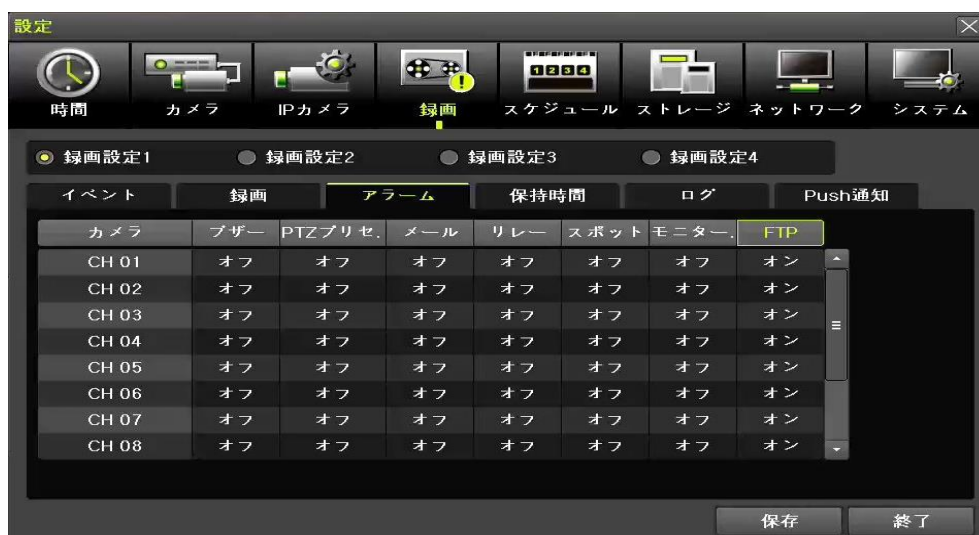 設定
時間 カメラ IPカメラ 録画 1 2 3 4 スケジュール ストレージ ネットワーク システム
録画設定1 録画設定2 録画設定3 録画設定4
イベント 録画 アラーム 保持時間 ログ Push通知
カメラ ブザー PTZプリセ. メール リレー スポット モニター. FTP
CH 01 オフ オフ オフ オフ オフ オフ オン
CH 02 オフ オフ オフ オフ オフ オフ オン
CH 03 オフ オフ オフ オフ オフ オフ オン
CH 04 オフ オフ オフ オフ オフ オフ オン
CH 05 オフ オフ オフ オフ オフ オフ オン
CH 06 オフ オフ オフ オフ オフ オフ オン
CH 07 オフ オフ オフ オフ オフ オフ オン
CH 08 オフ オフ オフ オフ オフ オフ オン
保存 終了